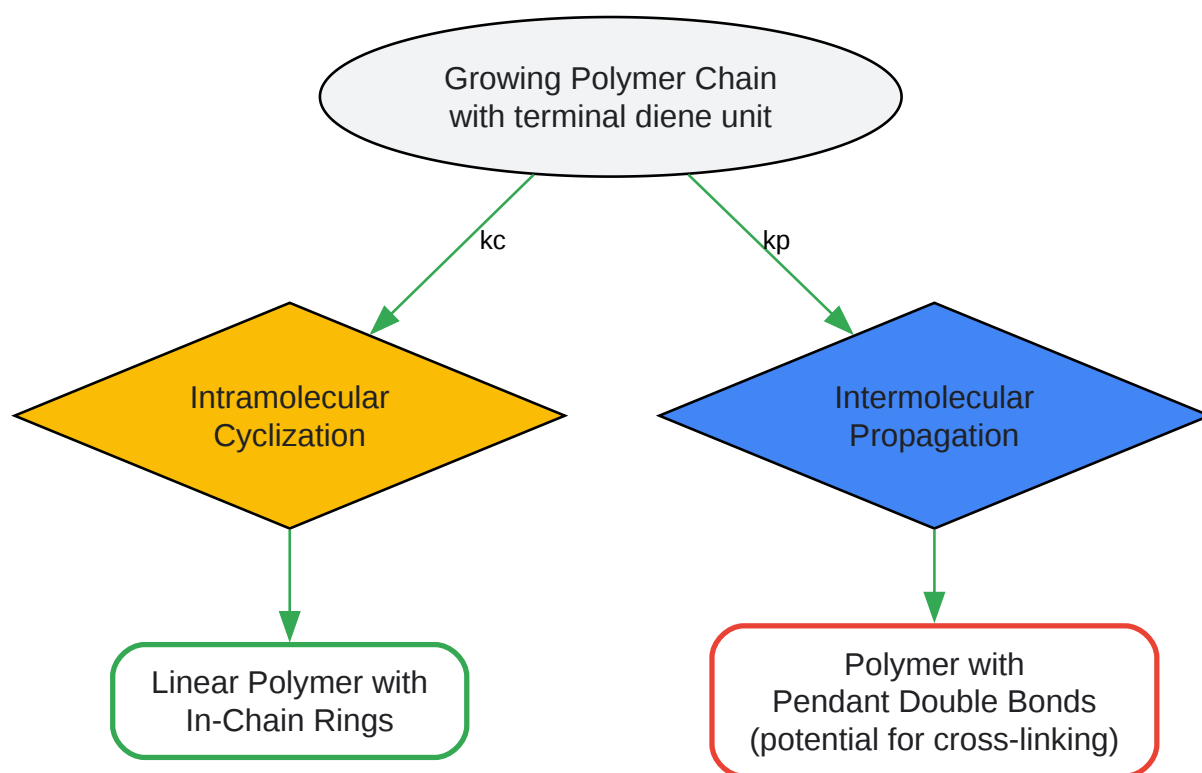 Growing Polymer Chain
with terminal diene unit
kc
kp
Intramolecular
Cyclization
Intermolecular
Propagation
Linear Polymer with
In-Chain Rings
Polymer with
Pendant Double Bonds
(potential for cross-linking)